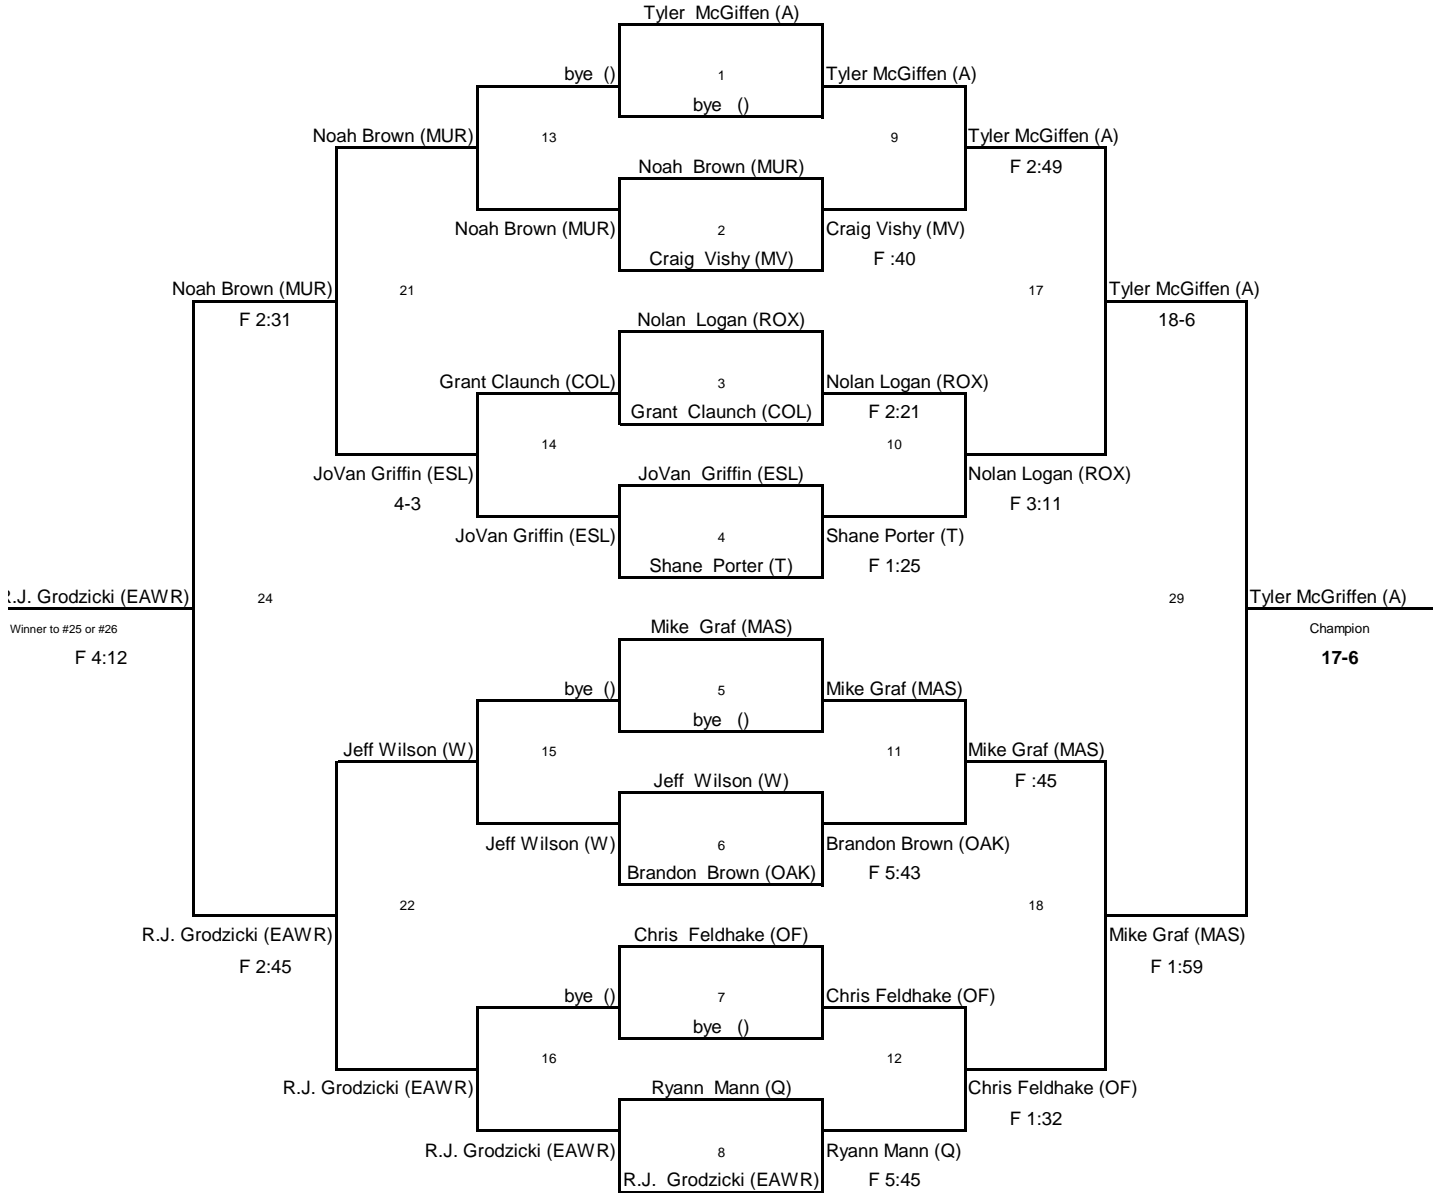 Tyler McGiffen (A)
bye ()
1
Tyler McGiffen (A)
bye ()
Noah Brown (MUR)
13
9
Tyler McGiffen (A)
Noah Brown (MUR)
F 2:49
Noah Brown (MUR)
2
Craig Vishy (MV)
Craig Vishy (MV)
F :40
Noah Brown (MUR)
21
17
Tyler McGiffen (A)
F 2:31
Nolan Logan (ROX)
18-6
Grant Claunch (COL)
3
Nolan Logan (ROX)
Grant Claunch (COL)
F 2:21
14
10
JoVan Griffin (ESL)
JoVan Griffin (ESL)
Nolan Logan (ROX)
4-3
F 3:11
JoVan Griffin (ESL)
4
Shane Porter (T)
Shane Porter (T)
F 1:25
.J. Grodzicki (EAWR)
24
29
Tyler McGriffen (A)
Winner to #25 or #26
Mike Graf (MAS)
Champion
F 4:12
17-6
bye ()
5
Mike Graf (MAS)
bye ()
Jeff Wilson (W)
15
11
Mike Graf (MAS)
Jeff Wilson (W)
F :45
Jeff Wilson (W)
6
Brandon Brown (OAK)
Brandon Brown (OAK)
F 5:43
22
18
R.J. Grodzicki (EAWR)
Chris Feldhake (OF)
Mike Graf (MAS)
F 2:45
F 1:59
bye ()
7
Chris Feldhake (OF)
bye ()
16
12
R.J. Grodzicki (EAWR)
Ryann Mann (Q)
Chris Feldhake (OF)
F 1:32
R.J. Grodzicki (EAWR)
8
Ryann Mann (Q)
R.J. Grodzicki (EAWR)
F 5:45